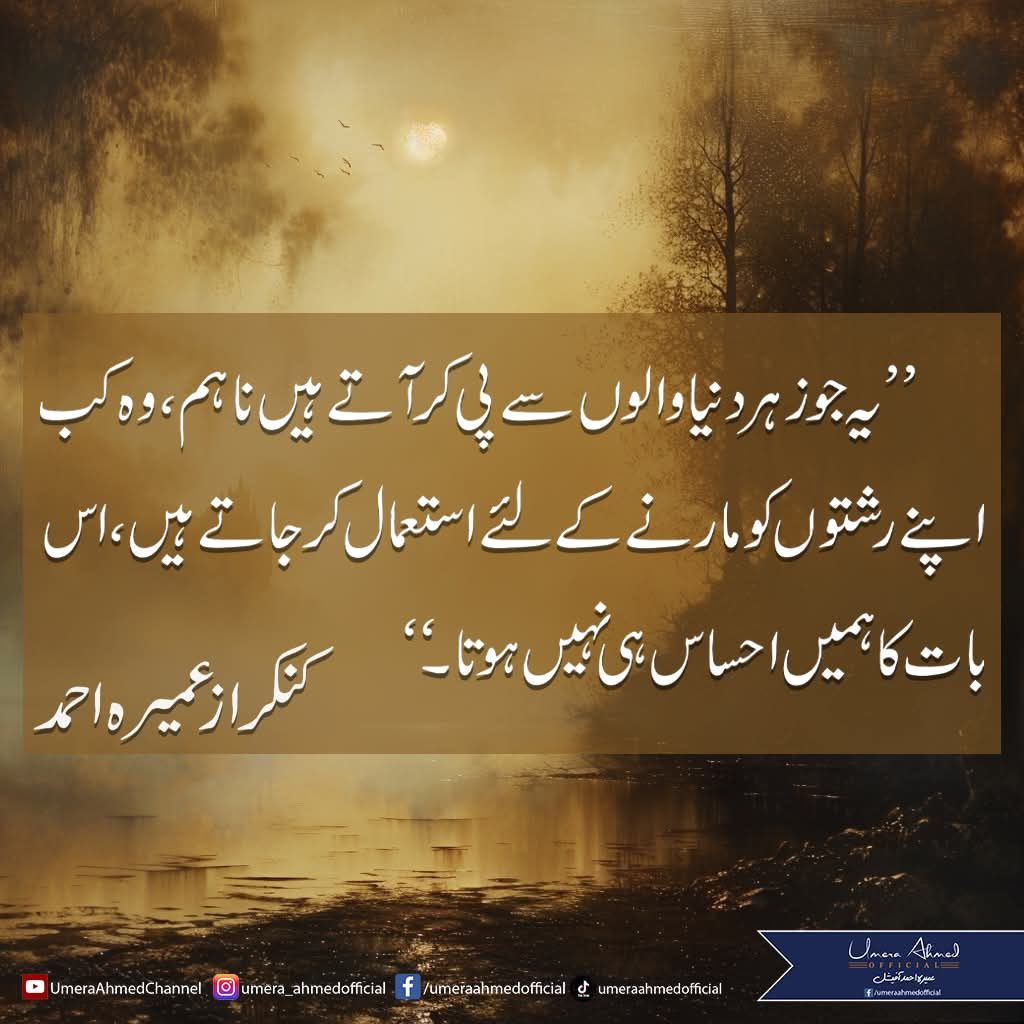 ’’یہ جو زہر دنیا والوں سے پی کر آتے ہیں نا ہم، وہ کب
اپنے رشتوں کو مارنے کے لئے استعمال کر جاتے ہیں، اس
بات کا ہمیں احساس ہی نہیں ہوتا۔‘‘
کنکر از عمیرہ احمد
Umera Ahmed
OFFICIAL
عمیرہ احمد آفیشل
/umeraahmedofficial
UmeraAhmedChannel umera_ahmedofficial /umeraahmedofficial umeraahmedofficial